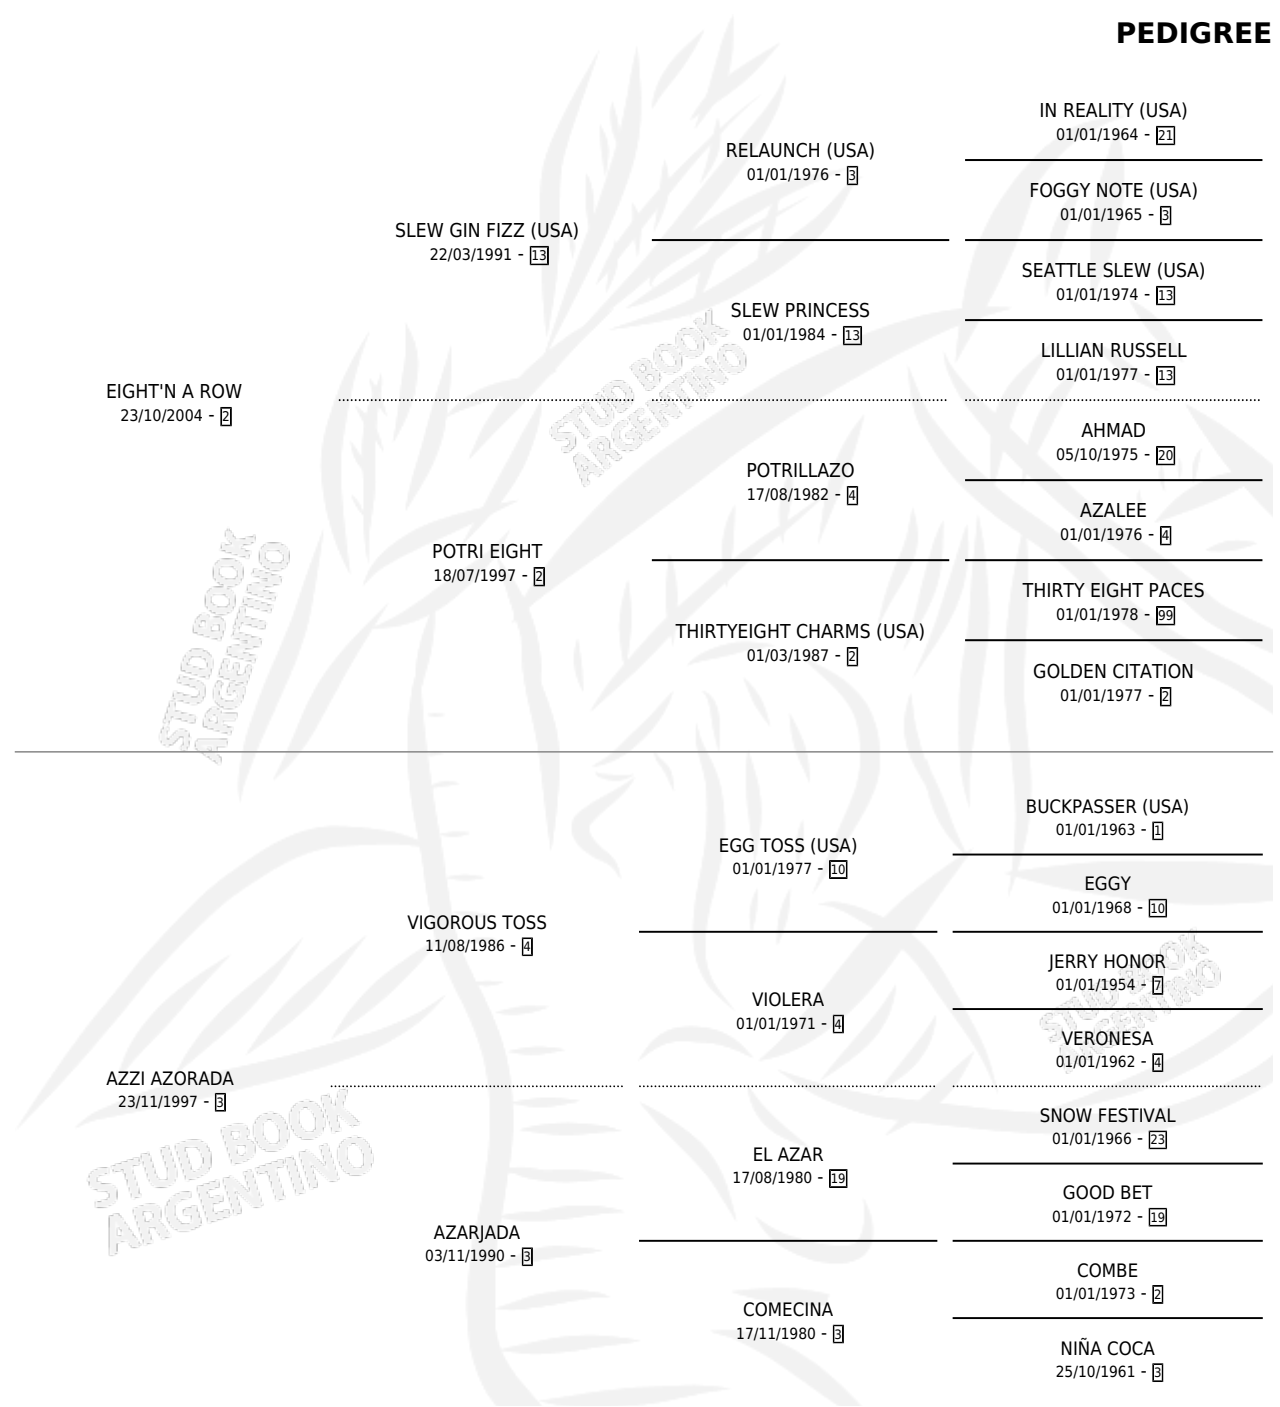 PEDIGREE
IN REALITY (USA)
01/01/1964 - 21
RELAUNCH (USA)
01/01/1976 - 3
FOGGY NOTE (USA)
01/01/1965 - 3
SLEW GIN FIZZ (USA)
22/03/1991 - 13
SEATTLE SLEW (USA)
01/01/1974 - 13
SLEW PRINCESS
01/01/1984 - 13
LILLIAN RUSSELL
01/01/1977 - 13
EIGHT'N A ROW
23/10/2004 - 2
STUD BOOK
ARGENTINO
AHMAD
05/10/1975 - 20
POTRILLAZO
17/08/1982 - 4
AZALEE
01/01/1976 - 4
POTRI EIGHT
18/07/1997 - 2
THIRTY EIGHT PACES
01/01/1978 - 99
THIRTYEIGHT CHARMS (USA)
01/03/1987 - 2
GOLDEN CITATION
01/01/1977 - 2
STUD BOOK
ARGENTINO
BUCKPASSER (USA)
01/01/1963 - 1
EGG TOSS (USA)
01/01/1977 - 10
EGGY
01/01/1968 - 10
VIGOROUS TOSS
11/08/1986 - 4
JERRY HONOR
01/01/1954 - 7
VIOLERA
01/01/1971 - 4
VERONESA
01/01/1962 - 4
STUD BOOK
ARGENTINO
AZZI AZORADA
23/11/1997 - 3
STUD BOOK
ARGENTINO
SNOW FESTIVAL
01/01/1966 - 23
EL AZAR
17/08/1980 - 19
GOOD BET
01/01/1972 - 19
AZARJADA
03/11/1990 - 3
COMBE
01/01/1973 - 2
COMECINA
17/11/1980 - 3
NIÑA COCA
25/10/1961 - 3